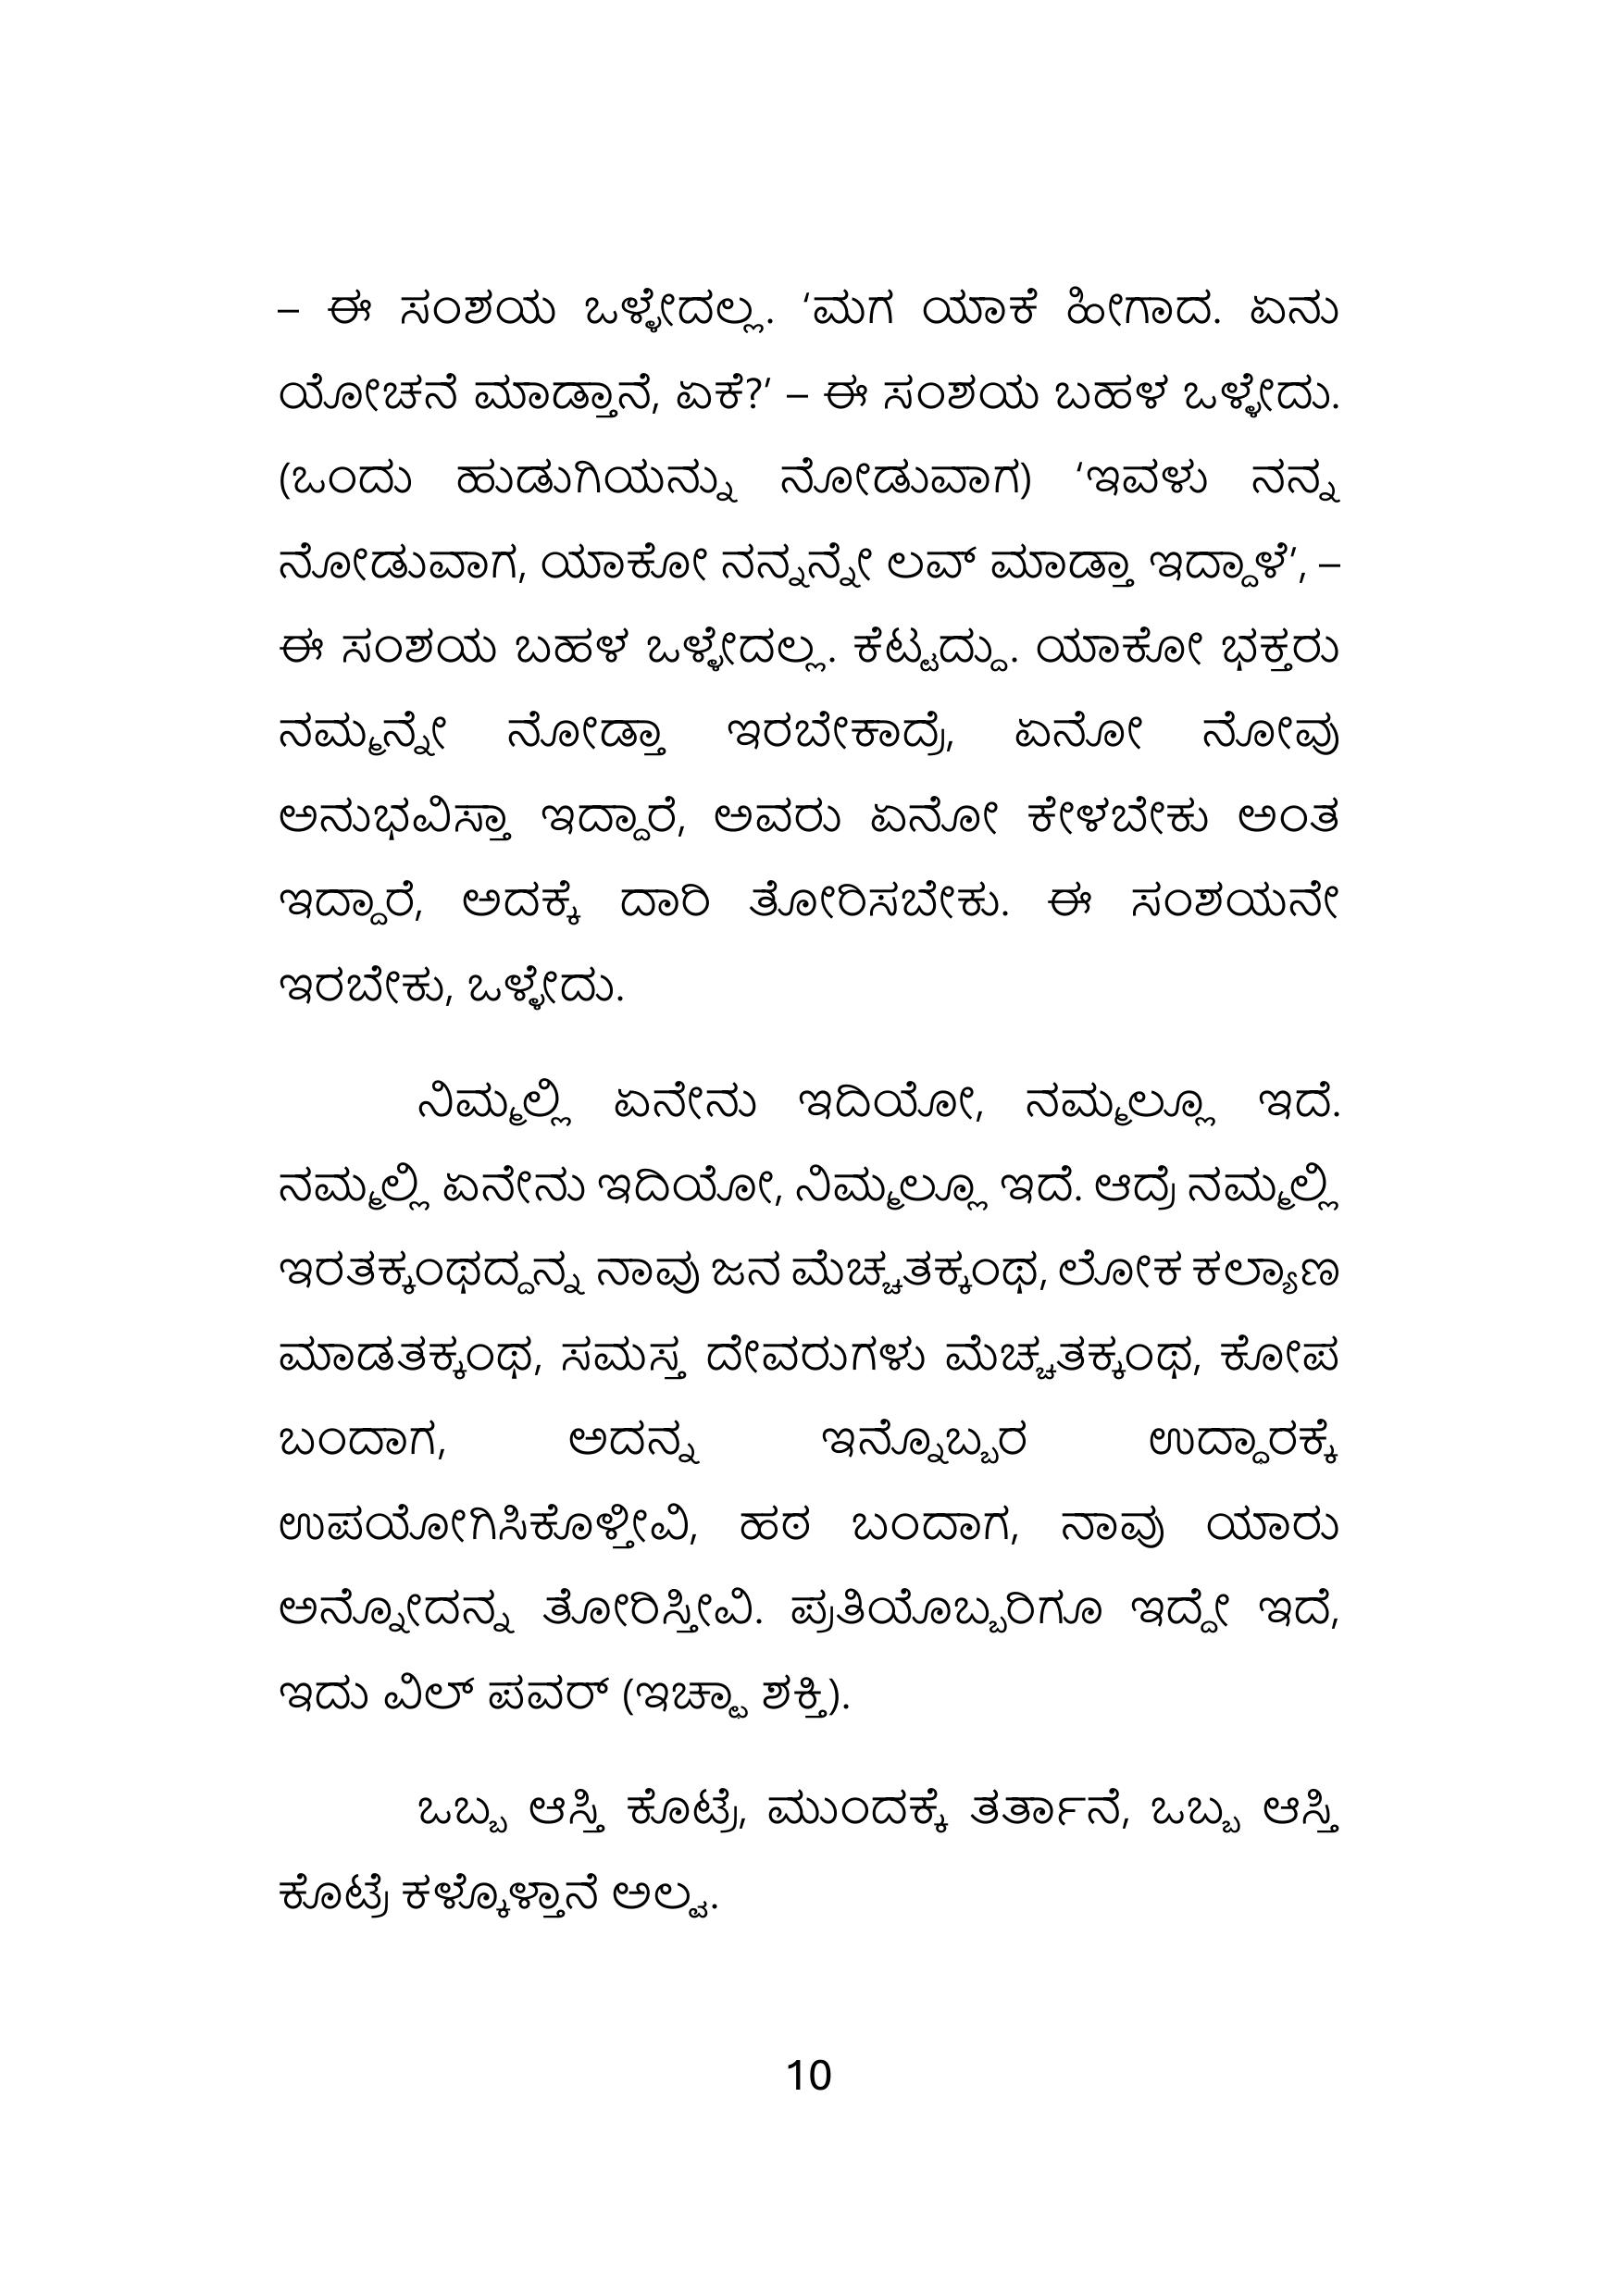 – ಈ ಸಂಶಯ ಒಳ್ಳೇದಲ್ಲ. ‘ಮಗ ಯಾಕೆ ಹೀಗಾದ. ಏನು
ಯೋಚನೆ ಮಾಡ್ತಾನೆ, ಏಕೆ?’ – ಈ ಸಂಶಯ ಬಹಳ ಒಳ್ಳೇದು.
(ಒಂದು ಹುಡುಗಿಯನ್ನು ನೋಡುವಾಗ) ‘ಇವಳು ನನ್ನ
ನೋಡುವಾಗ, ಯಾಕೋ ನನ್ನನ್ನೇ ಲವ್ ಮಾಡ್ತಾ ಇದ್ದಾಳೆ’, –
ಈ ಸಂಶಯ ಬಹಳ ಒಳ್ಳೇದಲ್ಲ. ಕೆಟ್ಟದ್ದು. ಯಾಕೋ ಭಕ್ತರು
ನಮ್ಮನ್ನೇ ನೋಡ್ತಾ ಇರಬೇಕಾದ್ರೆ, ಏನೋ ನೋವು
ಅನುಭವಿಸ್ತಾ ಇದ್ದಾರೆ, ಅವರು ಏನೋ ಕೇಳಬೇಕು ಅಂತ
ಇದ್ದಾರೆ, ಅದಕ್ಕೆ ದಾರಿ ತೋರಿಸಬೇಕು. ಈ ಸಂಶಯನೇ
ಇರಬೇಕು, ಒಳ್ಳೇದು.
ನಿಮ್ಮಲ್ಲಿ ಏನೇನು ಇದಿಯೋ, ನಮ್ಮಲ್ಲೂ ಇದೆ.
ನಮ್ಮಲ್ಲಿ ಏನೇನು ಇದಿಯೋ, ನಿಮ್ಮಲ್ಲೂ ಇದೆ. ಆದ್ರೆ ನಮ್ಮಲ್ಲಿ
ಇರತಕ್ಕಂಥದ್ದನ್ನ ನಾವು ಜನ ಮೆಚ್ಚತಕ್ಕಂಥ, ಲೋಕ ಕಲ್ಯಾಣ
ಮಾಡತಕ್ಕಂಥ, ಸಮಸ್ತ ದೇವರುಗಳು ಮೆಚ್ಚತಕ್ಕಂಥ, ಕೋಪ
ಬಂದಾಗ, ಅದನ್ನ ಇನ್ನೊಬ್ಬರ ಉದ್ಧಾರಕ್ಕೆ
ಉಪಯೋಗಿಸಿಕೊಳ್ತೀವಿ, ಹಠ ಬಂದಾಗ, ನಾವು ಯಾರು
ಅನ್ನೋದನ್ನ ತೋರಿಸ್ತೀವಿ. ಪ್ರತಿಯೊಬ್ಬರಿಗೂ ಇದ್ದೇ ಇದೆ,
ಇದು ವಿಲ್ ಪವರ್ (ಇಚ್ಛಾ ಶಕ್ತಿ).
ಒಬ್ಬ ಆಸ್ತಿ ಕೊಟ್ರೆ, ಮುಂದಕ್ಕೆ ತರ್ತಾನೆ, ಒಬ್ಬ ಆಸ್ತಿ
ಕೊಟ್ರೆ ಕಳ್ಕೊಳ್ತಾನೆ ಅಲ್ವ.
10